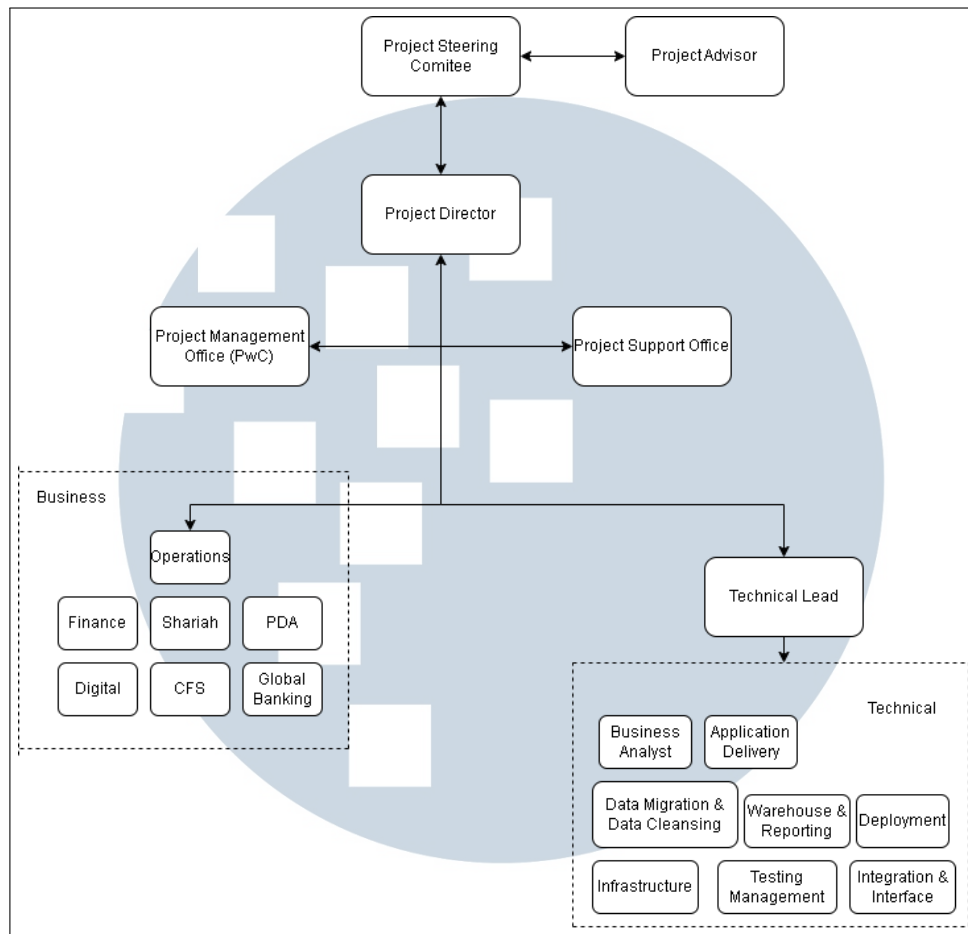 Project Steering
Comitee
Project Advisor
Project Director
Project Management
Office (PwC)
Project Support Office
Business
Operations
Finance
Shariah
PDA
Digital
CFS
Global
Banking
Technical Lead
Technical
Business
Analyst
Application
Delivery
Data Migration &
Data Cleansing
Warehouse &
Reporting
Deployment
Infrastructure
Testing
Management
Integration &
Interface